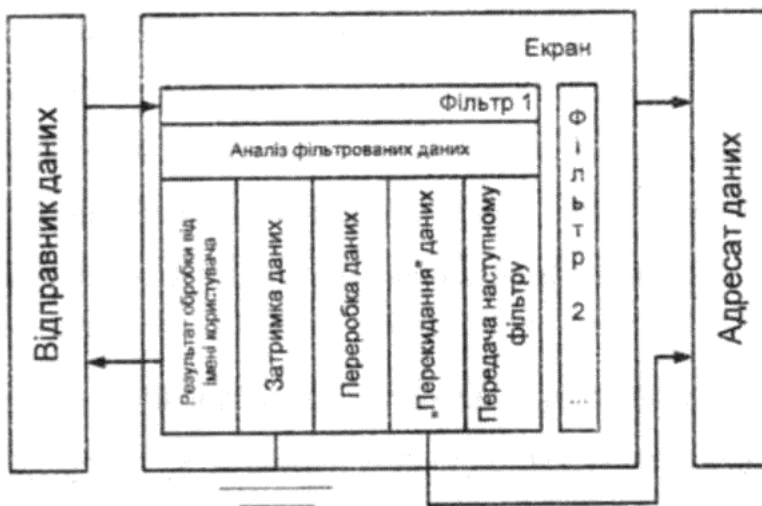 Відправник даних
Екран
Фільтр 1
Аналіз фільтрованих даних
Результат обробки від
імені користувача
Затримка даних
Переробка даних
„Перекидання" даних
Передача наступному
фільтру
Фільтр 2 ...
Адресат даних